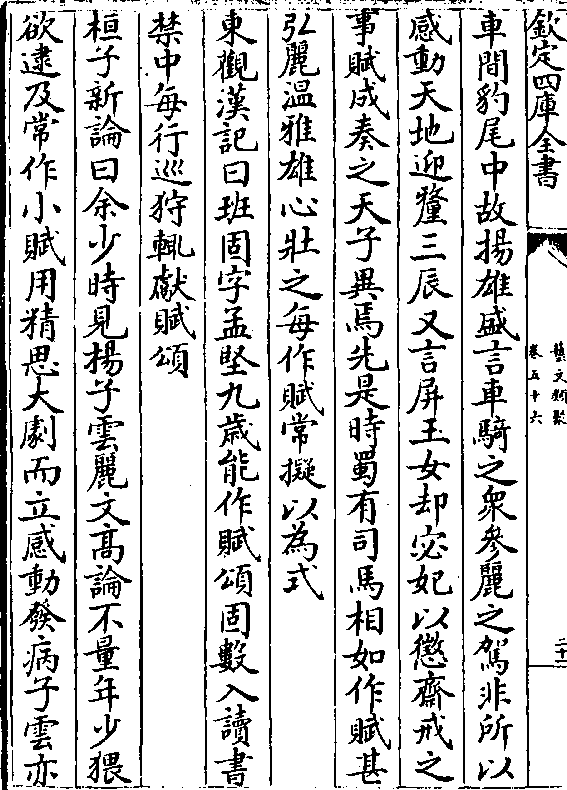 欽定四庫全書
藝文類聚
卷五十六
二十二
車間豹尾中故揚雄盛言車騎之衆參麗之駕非所以
感動天地迎釐三辰又言屏玉女却宓妃以懲齋戒之
事賦成奏之天子異焉先是時蜀有司馬相如作賦甚
弘麗溫雅雄心壯之每作賦常擬以為式
東觀漢記曰班固字孟堅九歲能作賦頌固數入讀書
禁中每行巡狩輒獻賦頌
桓子新論曰余少時見揚子雲麗文高論不量年少猥
欲逮及常作小賦用精思大劇而立感動發病子雲亦